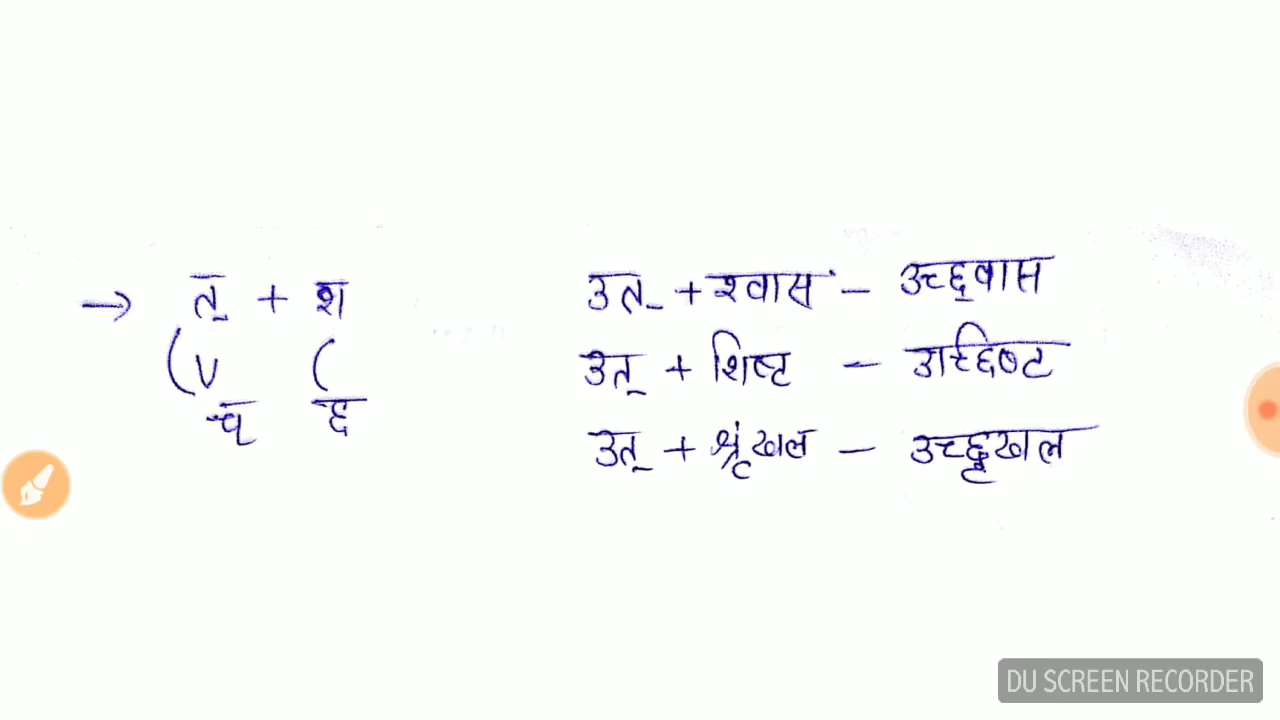 → त् + श
च् छ
उत् + श्वास - उच्छ्वास
उत् + शिष्ट - उच्छिष्ट
उत् + श्रृंखल - उच्छृखल
DU SCREEN RECORDER